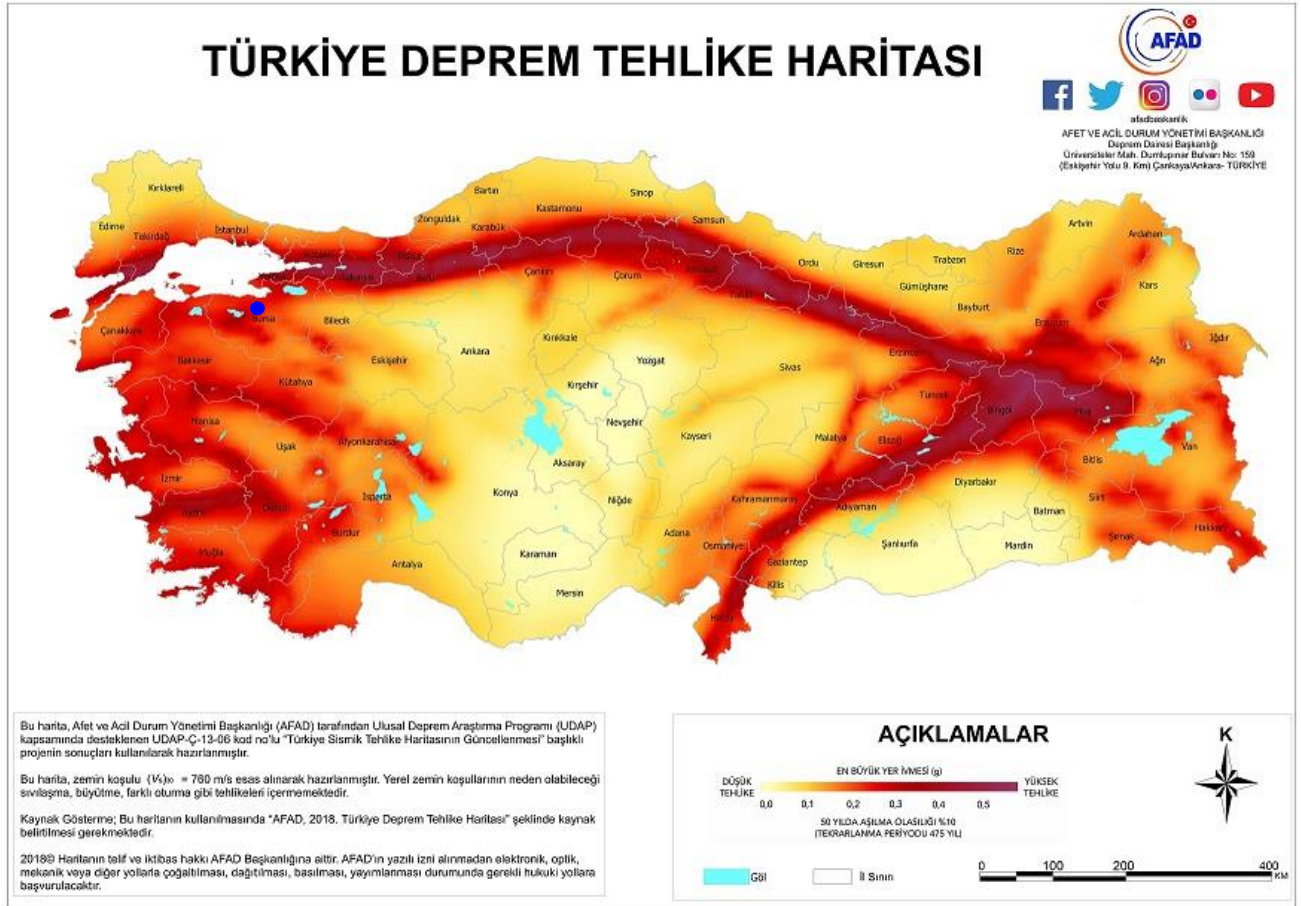 TÜRKİYE DEPREM TEHLİKE HARİTASI
AFAD
afadbaskanlik
AFET VE ACİL DURUM YÖNETİMİ BAŞKANLIĞI
Deprem Dairesi Başkanlığı
Üniversiteler Mah. Dumlupınar Bulvarı No: 159
(Eskişehir Yolu 9. Km) Çankaya/Ankara- TÜRKİYE
Kırklareli
Edirne
Tekirdağ
İstanbul
Bartın
Zonguldak
Karabük
Kastamonu
Sinop
Samsun
Çankırı
Çorum
Ordu
Giresun
Trabzon
Rize
Artvin
Ardahan
Gümüşhane
Bayburt
Kars
Çanakkale
Bursa
Bilecik
Balıkesir
Kütahya
Eskişehir
Ankara
Kırıkkale
Yozgat
Kırşehir
Sivas
Erzincan
Erzurum
Ağrı
Iğdır
Tunceli
Bingöl
Muş
Manisa
Uşak
Afyonkarahisar
Nevşehir
Kayseri
Malatya
Elazığ
Van
Bitlis
İzmir
Aksaray
Konya
Niğde
Isparta
Aydın
Denizli
Burdur
Kahramanmaraş
Adıyaman
Diyarbakır
Batman
Siirt
Hakkari
Şırnak
Muğla
Antalya
Karaman
Mersin
Adana
Osmaniye
Gaziantep
Kilis
Şanlıurfa
Mardin
Hatay
Bu harita, Afet ve Acil Durum Yönetimi Başkanlığı (AFAD) tarafından Ulusal Deprem Araştırma Programı (UDAP)
kapsamında desteklenen UDAP-Ç-13-06 kod no'lu "Türkiye Sismik Tehlike Haritasının Güncellenmesi" başlıklı
projenin sonuçları kullanılarak hazırlanmıştır.
Bu harita, zemin koşulu (Vs)30 = 760 m/s esas alınarak hazırlanmıştır. Yerel zemin koşullarının neden olabileceği
sıvılaşma, büyütme, farklı oturma gibi tehlikeleri içermemektedir.
Kaynak Gösterme; Bu haritanın kullanılmasında "AFAD, 2018. Türkiye Deprem Tehlike Haritası" şeklinde kaynak
belirtilmesi gerekmektedir.
2018© Haritanın telif ve iktibas hakkı AFAD Başkanlığına aittir. AFAD'ın yazılı izni alınmadan elektronik, optik,
mekanik veya diğer yollarla çoğaltılması, dağıtılması, basılması, yayımlanması durumunda gerekli hukuki yollara
başvurulacaktır.
AÇIKLAMALAR
EN BÜYÜK YER İVMESİ (g)
DÜŞÜK
TEHLİKE
YÜKSEK
TEHLİKE
0,0 0,1 0,2 0,3 0,4 0,5
50 YILDA AŞILMA OLASILIĞI %10
(TEKRARLANMA PERİYODU 475 YIL)
Göl
İl Sınırı
K
0 100 200 400
KM